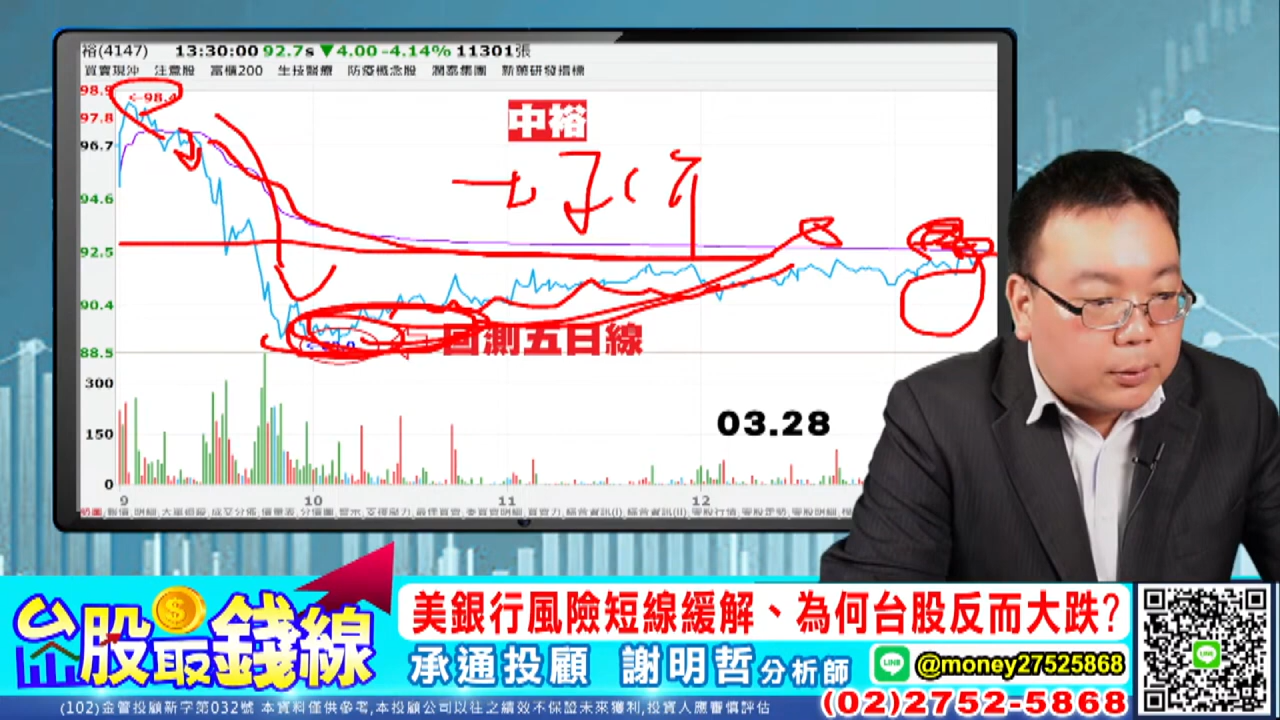 裕(4147) 13:30:00 92.7s ▼4.00 -4.14% 11301張
買賣現沖 注意股 富櫃200 生技醫療 防疫概念股 潤泰集團 新藥研發指標
98.9
←98.4
97.8
中裕
96.7
94.6
92.5
90.4
回測五日線
88.5
300
03.28
150
0
9 10 11 12
台股取錢線
美銀行風險短線緩解、為何台股反而大跌?
承通投顧 謝明哲分析師 LINE @money27525868
(02)2752-5868
(102)金管投顧新字第032號 本資料僅供參考,本投顧公司以往之績效不保證未來獲利,投資人應審慎評估